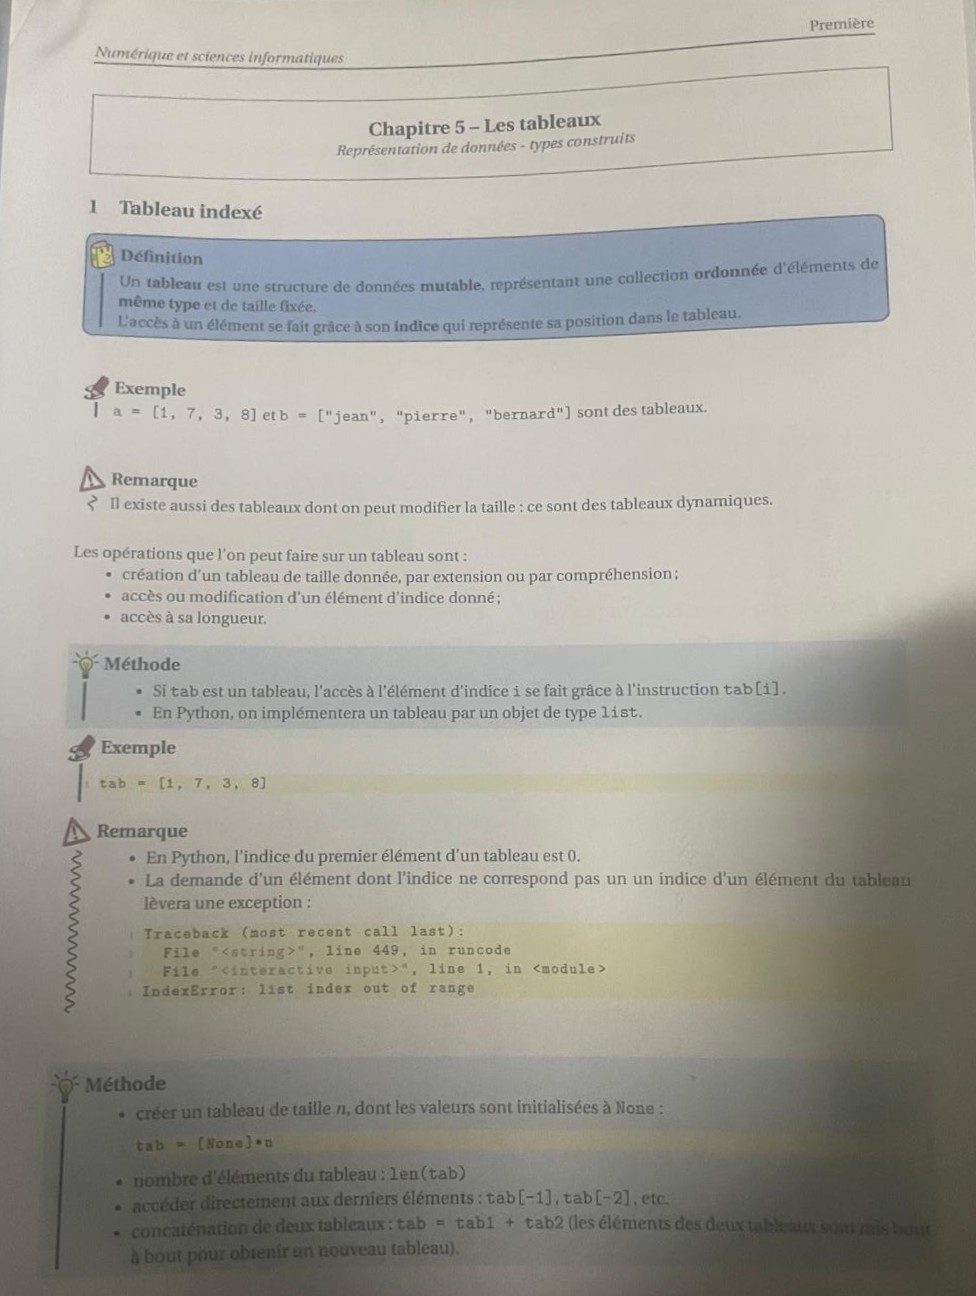 Première
Numérique et sciences informatiques
Chapitre 5 – Les tableaux
Représentation de données - types construits
1 Tableau indexé
Définition
Un tableau est une structure de données mutable, représentant une collection ordonnée d'éléments de
même type et de taille fixée.
L'accès à un élément se fait grâce à son indice qui représente sa position dans le tableau.
Exemple
a = [1, 7, 3, 8] et b = ["jean", "pierre", "bernard"] sont des tableaux.
Remarque
Il existe aussi des tableaux dont on peut modifier la taille : ce sont des tableaux dynamiques.
Les opérations que l'on peut faire sur un tableau sont :
• création d'un tableau de taille donnée, par extension ou par compréhension ;
• accès ou modification d'un élément d'indice donné ;
• accès à sa longueur.
Méthode
• Si tab est un tableau, l'accès à l'élément d'indice i se fait grâce à l'instruction tab[i].
• En Python, on implémentera un tableau par un objet de type list.
Exemple
1 tab = [1, 7, 3, 8]
Remarque
• En Python, l'indice du premier élément d'un tableau est 0.
• La demande d'un élément dont l'indice ne correspond pas un un indice d'un élément du tableau
lèvera une exception :
1 Traceback (most recent call last):
2 File "<string>", line 449, in runcode
3 File "<interactive input>", line 1, in <module>
4 IndexError: list index out of range
Méthode
• créer un tableau de taille n, dont les valeurs sont initialisées à None :
tab = [None]*n
• nombre d'éléments du tableau : len(tab)
• accéder directement aux derniers éléments : tab[-1], tab[-2], etc.
• concaténation de deux tableaux : tab = tab1 + tab2 (les éléments des deux tableaux sont mis bout
à bout pour obtenir un nouveau tableau).